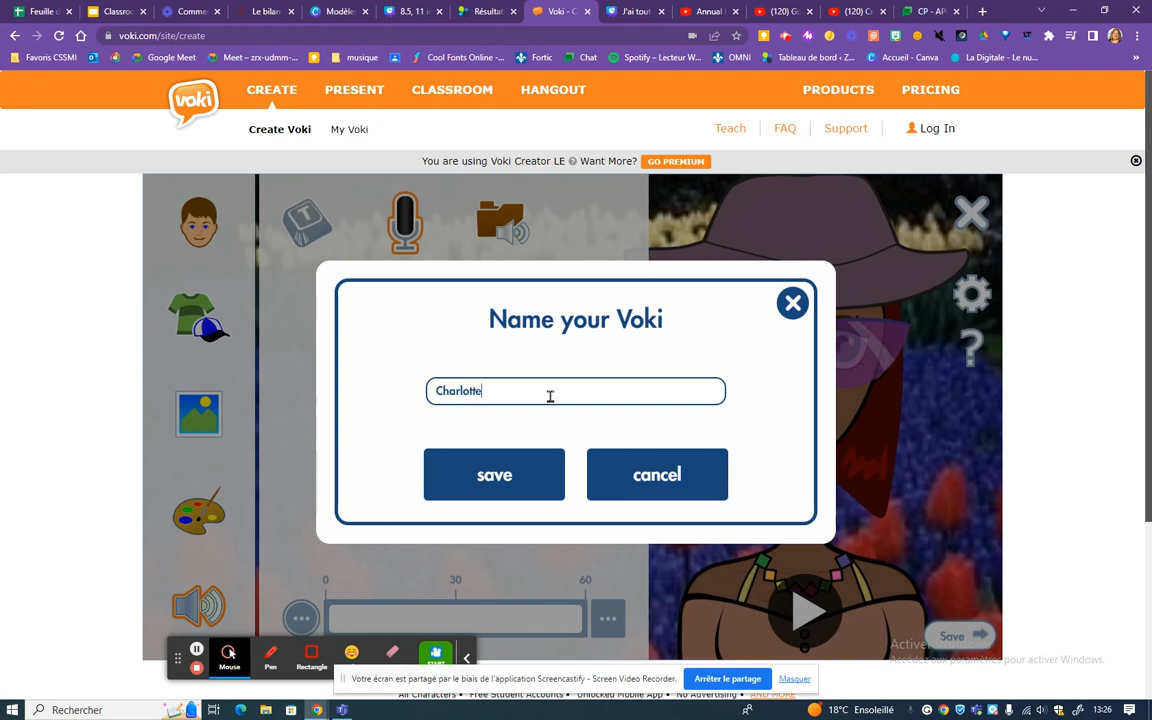 Feuille d
Classro
Comme
Le bilan
Modèle
8.5, 11 i
Résultat
Voki - C
J'ai tout
Annual
(120) G
(120) C
CP - AP
voki.com/site/create
Favoris CSSMI
Google Meet
Meet – zrx-udmm-...
musique
Cool Fonts Online -...
Fortic
Chat
Spotify – Lecteur W...
OMNI
Tableau de bord ‹ Z...
Accueil - Canva
La Digitale - Le nu...
voki
CREATE
PRESENT
CLASSROOM
HANGOUT
PRODUCTS
PRICING
Create Voki
My Voki
Teach
FAQ
Support
Log In
You are using Voki Creator LE ? Want More? GO PREMIUM
T
Name your Voki
Charlotte
save
cancel
?
0
30
60
Save
Activer Windows
Accédez aux paramètres pour activer Windows.
Mouse
Pen
Rectangle
START
Votre écran est partagé par le biais de l'application Screencastify - Screen Video Recorder.
Arrêter le partage
Masquer
All Characters • Free Student Accounts • Unlocked Mobile App • No Advertising • AND MORE
Rechercher
18°C Ensoleillé
13:26